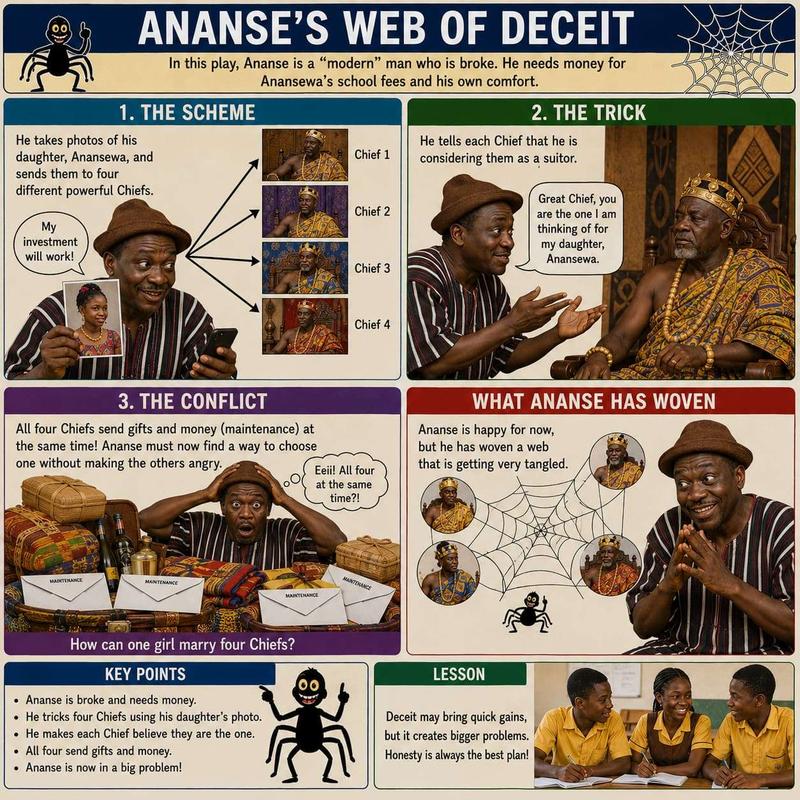 ANANSE'S WEB OF DECEIT
In this play, Ananse is a “modern” man who is broke. He needs money for
Anansewa's school fees and his own comfort.
1. THE SCHEME
He takes photos of his
daughter, Anansewa, and
sends them to four
different powerful Chiefs.
My
investment
will work!
Chief 1
Chief 2
Chief 3
Chief 4
2. THE TRICK
He tells each Chief that he is
considering them as a suitor.
Great Chief, you
are the one I am
thinking of for
my daughter,
Anansewa.
3. THE CONFLICT
All four Chiefs send gifts and money (maintenance) at
the same time! Ananse must now find a way to choose
one without making the others angry.
Eeii! All four
at the same
time?!
MAINTENANCE
MAINTENANCE
MAINTENANCE
MAINTENANCE
How can one girl marry four Chiefs?
WHAT ANANSE HAS WOVEN
Ananse is happy for now,
but he has woven a web
that is getting very tangled.
KEY POINTS
• Ananse is broke and needs money.
• He tricks four Chiefs using his daughter's photo.
• He makes each Chief believe they are the one.
• All four send gifts and money.
• Ananse is now in a big problem!
LESSON
Deceit may bring quick gains,
but it creates bigger problems.
Honesty is always the best plan!